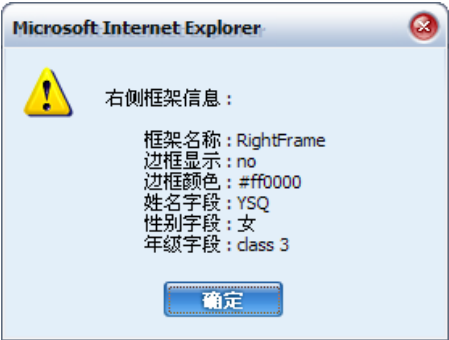 Microsoft Internet Explorer
右侧框架信息：
框架名称：RightFrame
边框显示：no
边框颜色：#ff0000
姓名字段：YSQ
性别字段：女
年级字段：class 3
确定